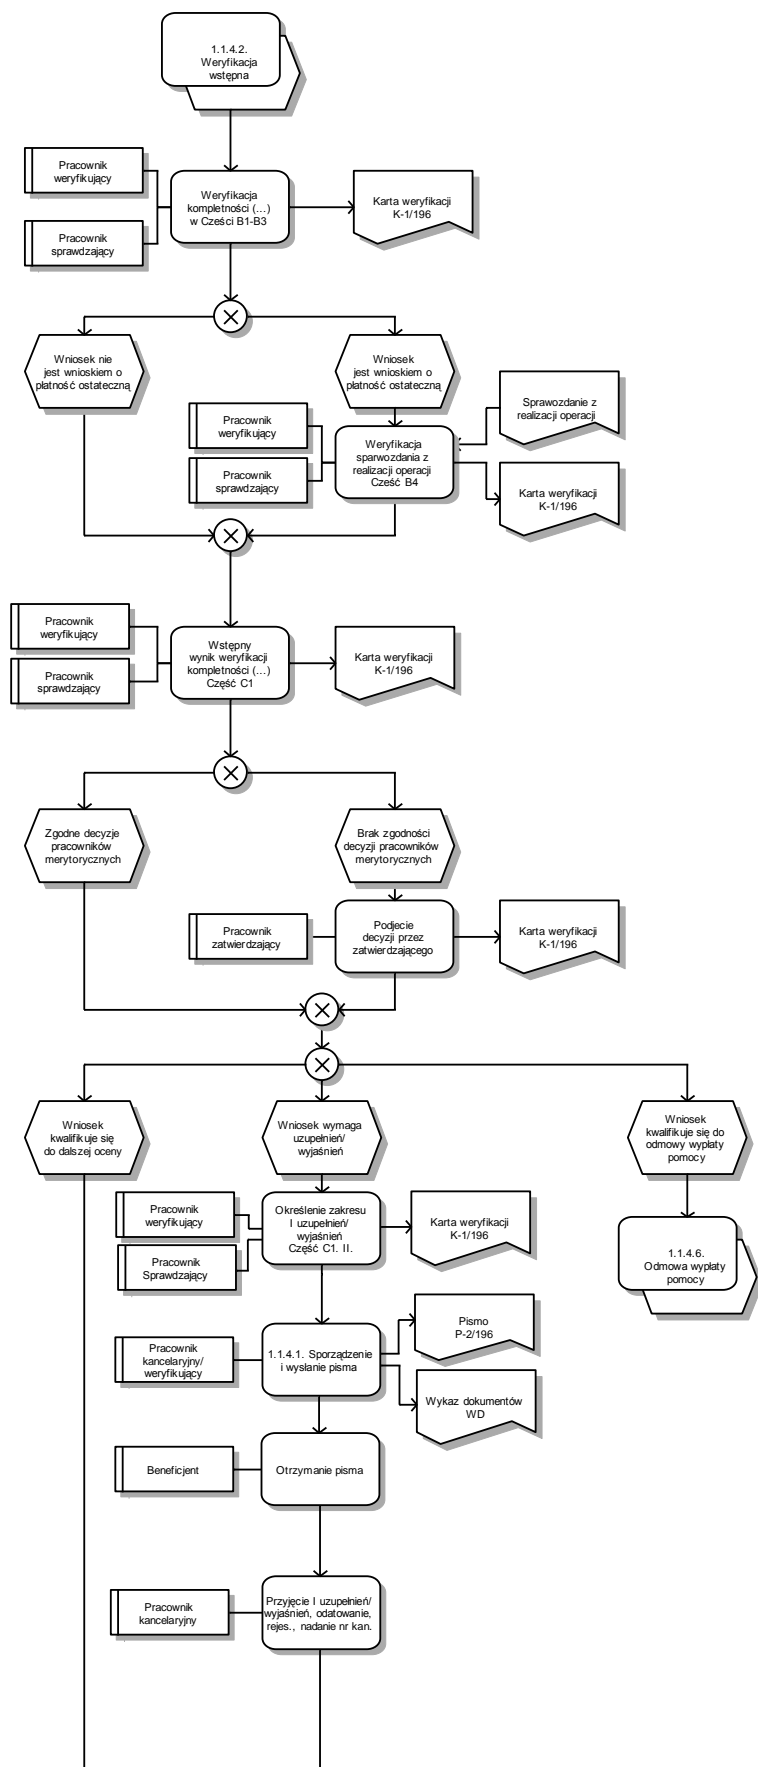 1.1.4.2.
Weryfikacja
wstępna
Pracownik
weryfikujący
Pracownik
sprawdzający
Weryfikacja
kompletności (...)
w Cześci B1-B3
Karta weryfikacji
K-1/196
Wniosek nie
jest wnioskiem o
płatność ostateczną
Wniosek
jest wnioskiem o
płatność ostateczną
Sprawozdanie z
realizacji operacji
Pracownik
weryfikujący
Pracownik
sprawdzający
Weryfikacja
sparwozdania z
realizacji operacji
Cześć B4
Karta weryfikacji
K-1/196
Pracownik
weryfikujący
Pracownik
sprawdzający
Wstępny
wynik weryfikacji
kompletności (...)
Część C1
Karta weryfikacji
K-1/196
Zgodne decyzje
pracowników
merytorycznych
Brak zgodności
decyzji pracowników
merytorycznych
Pracownik
zatwierdzający
Podjecie
decyzji przez
zatwierdzającego
Karta weryfikacji
K-1/196
Wniosek
kwalifikuje się
do dalszej oceny
Wniosek wymaga
uzupełnień/
wyjaśnień
Wniosek
kwalifikuje się do
odmowy wypłaty
pomocy
Pracownik
weryfikujący
Pracownik
Sprawdzający
Określenie zakresu
I uzupełnień/
wyjaśnień
Część C1. II.
Karta weryfikacji
K-1/196
1.1.4.6.
Odmowa wypłaty
pomocy
Pracownik
kancelaryjny/
weryfikujący
1.1.4.1. Sporządzenie
i wysłanie pisma
Pismo
P-2/196
Wykaz dokumentów
WD
Beneficjent
Otrzymanie pisma
Pracownik
kancelaryjny
Przyjęcie I uzupełnień/
wyjaśnień, odatowanie,
rejes., nadanie nr kan.